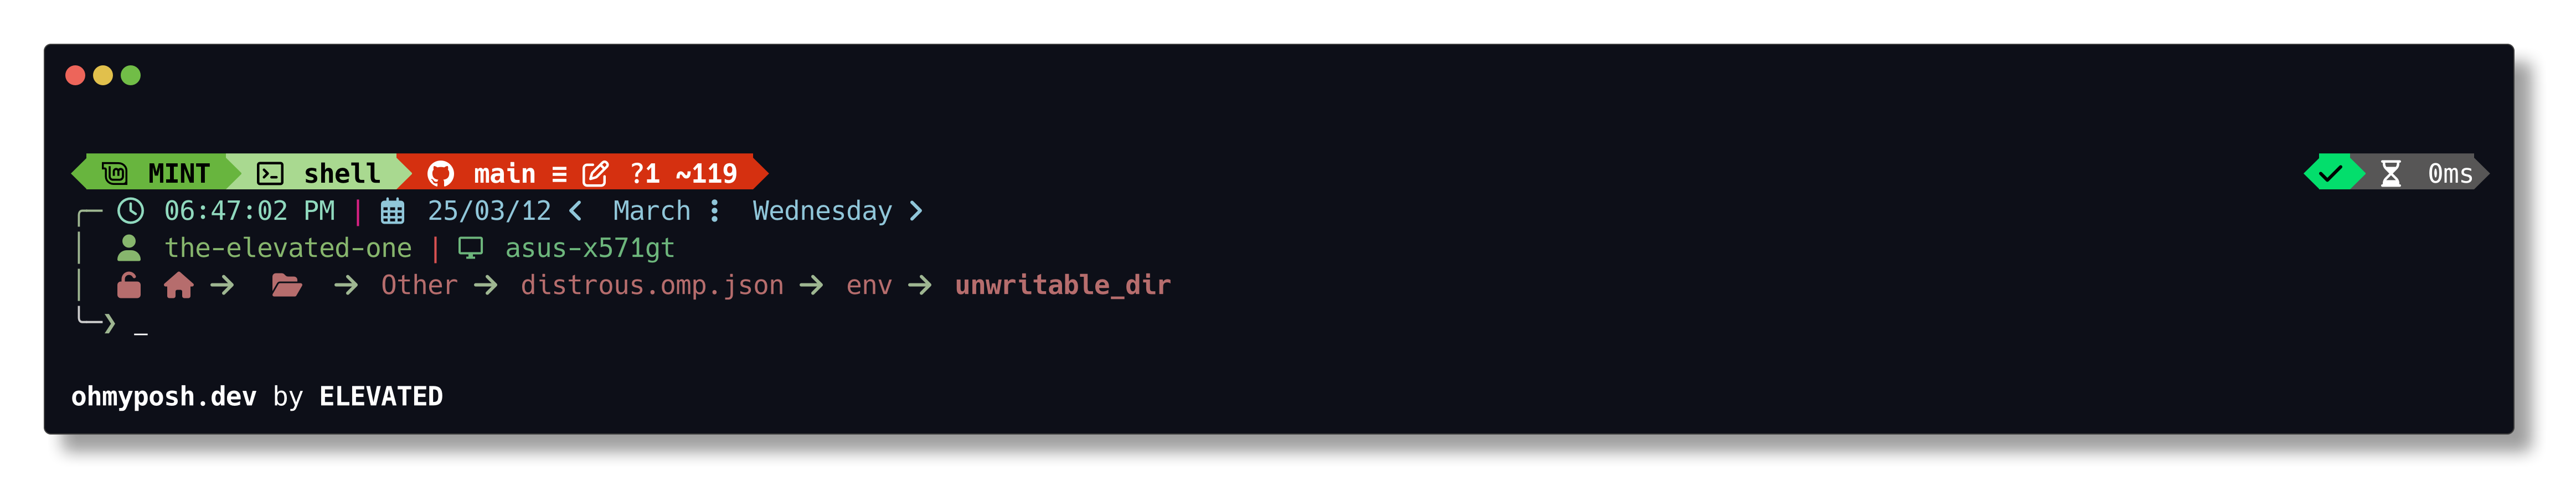 MINT shell main ≡ ?1 ~119 0ms
06:47:02 PM | 25/03/12 < March ⋮ Wednesday >
the-elevated-one | asus-x571gt
→ → Other → distrous.omp.json → env → unwritable_dir
❯ _
ohmyposh.dev by ELEVATED